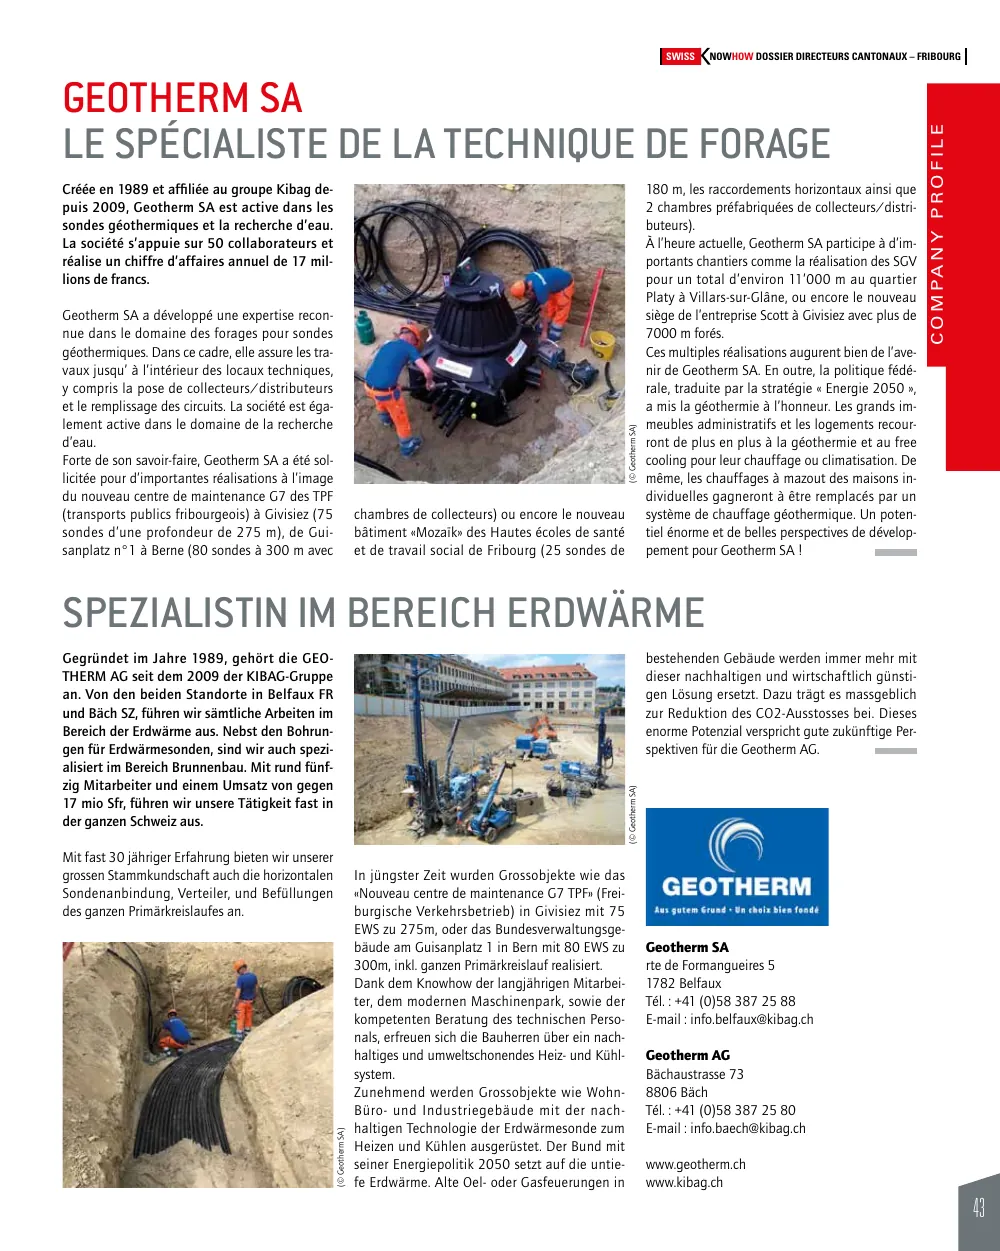 SWISS KNOWHOW DOSSIER DIRECTEURS CANTONAUX – FRIBOURG
COMPANY PROFILE
GEOTHERM SA
LE SPÉCIALISTE DE LA TECHNIQUE DE FORAGE
Créée en 1989 et affiliée au groupe Kibag de-
puis 2009, Geotherm SA est active dans les
sondes géothermiques et la recherche d’eau.
La société s’appuie sur 50 collaborateurs et
réalise un chiffre d’affaires annuel de 17 mil-
lions de francs.
Geotherm SA a développé une expertise recon-
nue dans le domaine des forages pour sondes
géothermiques. Dans ce cadre, elle assure les tra-
vaux jusqu’ à l’intérieur des locaux techniques,
y compris la pose de collecteurs/distributeurs
et le remplissage des circuits. La société est éga-
lement active dans le domaine de la recherche
d’eau.
Forte de son savoir-faire, Geotherm SA a été sol-
licitée pour d’importantes réalisations à l’image
du nouveau centre de maintenance G7 des TPF
(transports publics fribourgeois) à Givisiez (75
sondes d’une profondeur de 275 m), de Gui-
sanplatz n°1 à Berne (80 sondes à 300 m avec
(© Geotherm SA)
chambres de collecteurs) ou encore le nouveau
bâtiment «Mozaïk» des Hautes écoles de santé
et de travail social de Fribourg (25 sondes de
180 m, les raccordements horizontaux ainsi que
2 chambres préfabriquées de collecteurs/distri-
buteurs).
À l’heure actuelle, Geotherm SA participe à d’im-
portants chantiers comme la réalisation des SGV
pour un total d’environ 11’000 m au quartier
Platy à Villars-sur-Glâne, ou encore le nouveau
siège de l’entreprise Scott à Givisiez avec plus de
7000 m forés.
Ces multiples réalisations augurent bien de l’ave-
nir de Geotherm SA. En outre, la politique fédé-
rale, traduite par la stratégie « Energie 2050 »,
a mis la géothermie à l’honneur. Les grands im-
meubles administratifs et les logements recour-
ront de plus en plus à la géothermie et au free
cooling pour leur chauffage ou climatisation. De
même, les chauffages à mazout des maisons in-
dividuelles gagneront à être remplacés par un
système de chauffage géothermique. Un poten-
tiel énorme et de belles perspectives de dévelop-
pement pour Geotherm SA !
SPEZIALISTIN IM BEREICH ERDWÄRME
Gegründet im Jahre 1989, gehört die GEO-
THERM AG seit dem 2009 der KIBAG-Gruppe
an. Von den beiden Standorte in Belfaux FR
und Bäch SZ, führen wir sämtliche Arbeiten im
Bereich der Erdwärme aus. Nebst den Bohrun-
gen für Erdwärmesonden, sind wir auch spezi-
alisiert im Bereich Brunnenbau. Mit rund fünf-
zig Mitarbeiter und einem Umsatz von gegen
17 mio Sfr, führen wir unsere Tätigkeit fast in
der ganzen Schweiz aus.
Mit fast 30 jähriger Erfahrung bieten wir unserer
grossen Stammkundschaft auch die horizontalen
Sondenanbindung, Verteiler, und Befüllungen
des ganzen Primärkreislaufes an.
(© Geotherm SA)
(© Geotherm SA)
In jüngster Zeit wurden Grossobjekte wie das
«Nouveau centre de maintenance G7 TPF» (Frei-
burgische Verkehrsbetrieb) in Givisiez mit 75
EWS zu 275m, oder das Bundesverwaltungsge-
bäude am Guisanplatz 1 in Bern mit 80 EWS zu
300m, inkl. ganzen Primärkreislauf realisiert.
Dank dem Knowhow der langjährigen Mitarbei-
ter, dem modernen Maschinenpark, sowie der
kompetenten Beratung des technischen Perso-
nals, erfreuen sich die Bauherren über ein nach-
haltiges und umweltschonendes Heiz- und Kühl-
system.
Zunehmend werden Grossobjekte wie Wohn-
Büro- und Industriegebäude mit der nach-
haltigen Technologie der Erdwärmesonde zum
Heizen und Kühlen ausgerüstet. Der Bund mit
seiner Energiepolitik 2050 setzt auf die untie-
fe Erdwärme. Alte Oel- oder Gasfeuerungen in
bestehenden Gebäude werden immer mehr mit
dieser nachhaltigen und wirtschaftlich günsti-
gen Lösung ersetzt. Dazu trägt es massgeblich
zur Reduktion des CO2-Ausstosses bei. Dieses
enorme Potenzial verspricht gute zukünftige Per-
spektiven für die Geotherm AG.
GEOTHERM
Aus gutem Grund · Un choix bien fondé
Geotherm SA
rte de Formangueires 5
1782 Belfaux
Tél. : +41 (0)58 387 25 88
E-mail : info.belfaux@kibag.ch
Geotherm AG
Bächaustrasse 73
8806 Bäch
Tél. : +41 (0)58 387 25 80
E-mail : info.baech@kibag.ch
www.geotherm.ch
www.kibag.ch
43